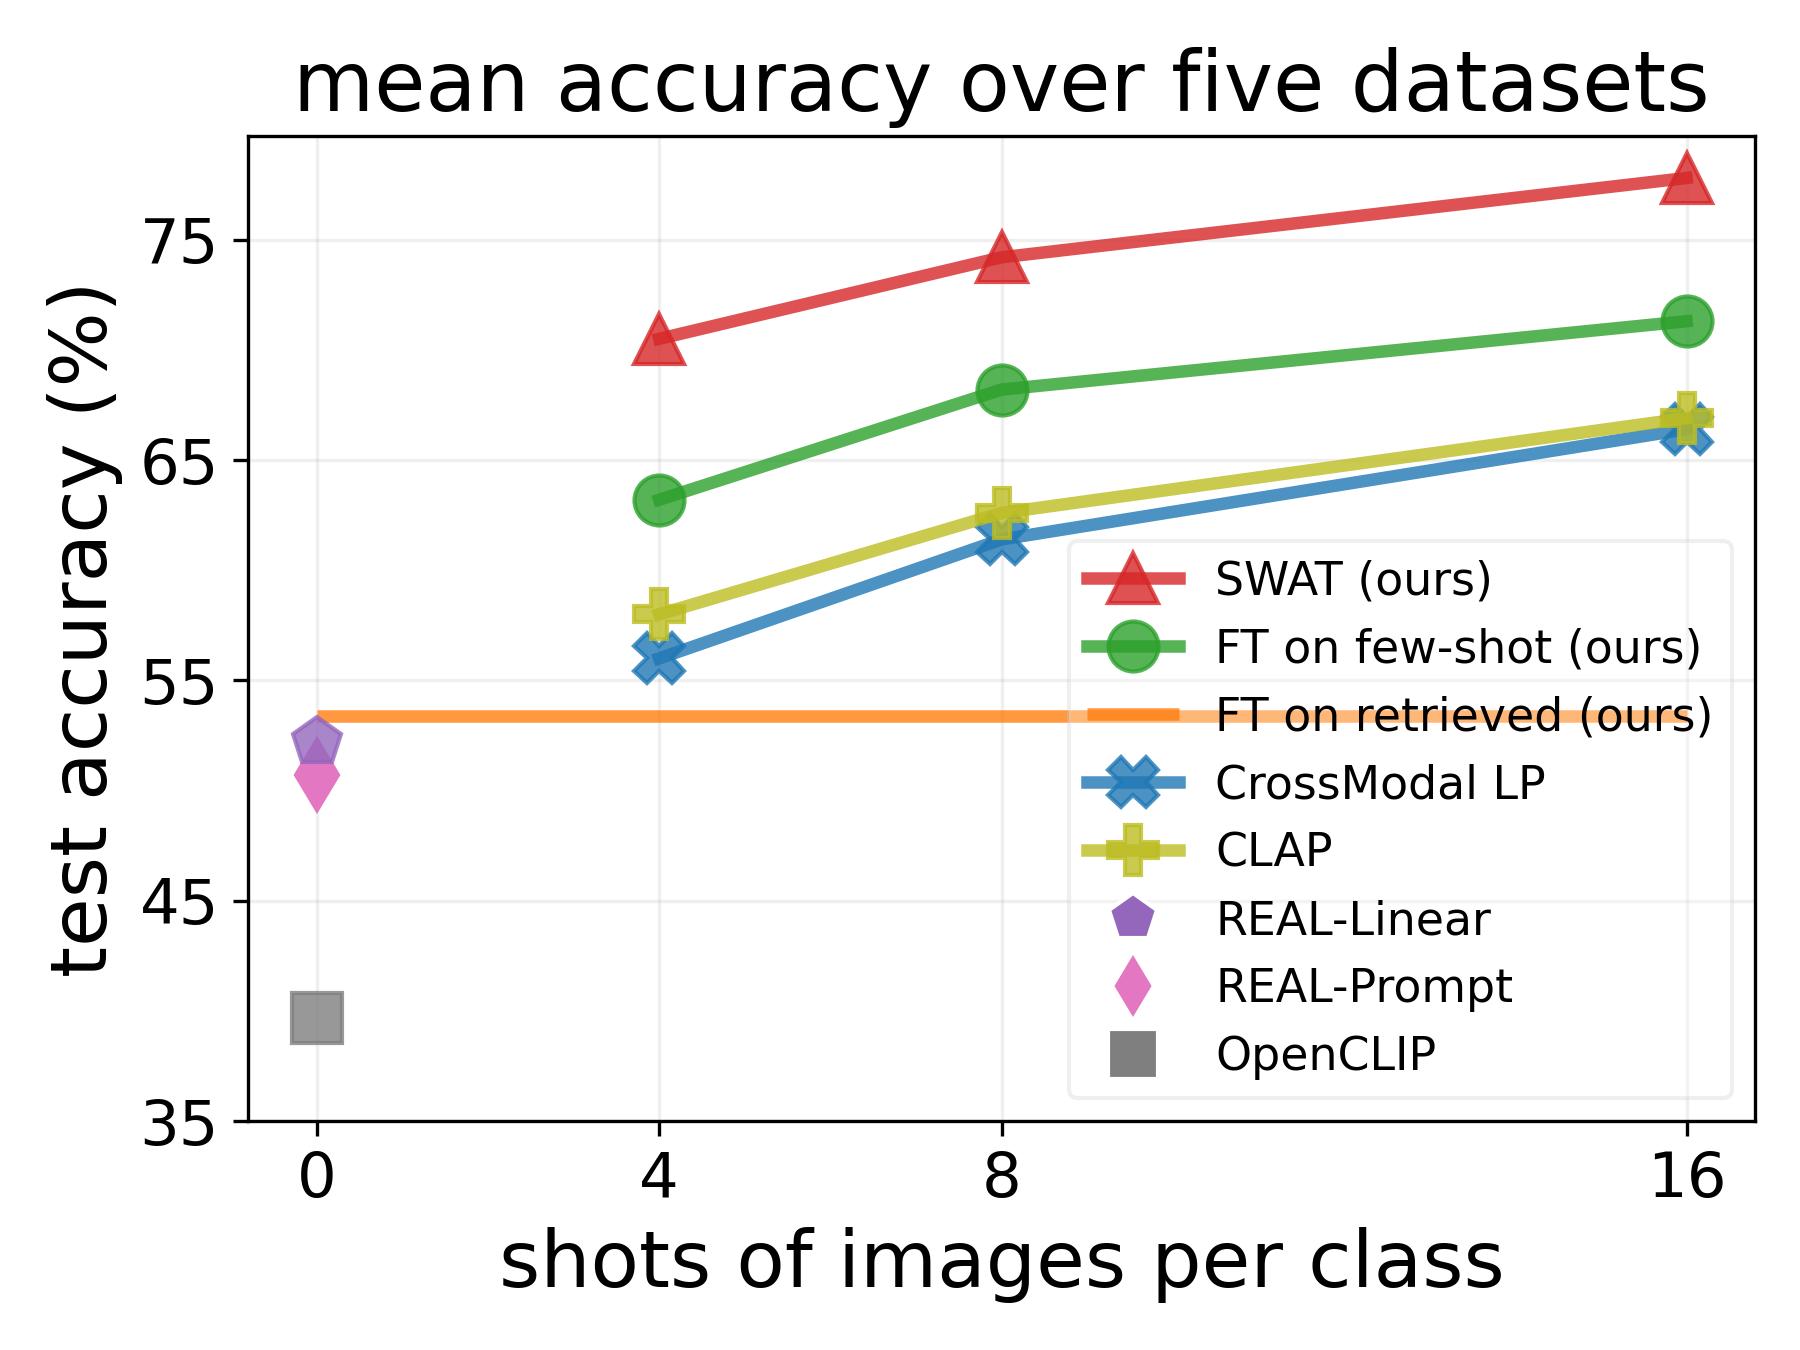 mean accuracy over five datasets
test accuracy (%)
75
65
55
45
35
0 4 8 16
shots of images per class
SWAT (ours)
FT on few-shot (ours)
FT on retrieved (ours)
CrossModal LP
CLAP
REAL-Linear
REAL-Prompt
OpenCLIP